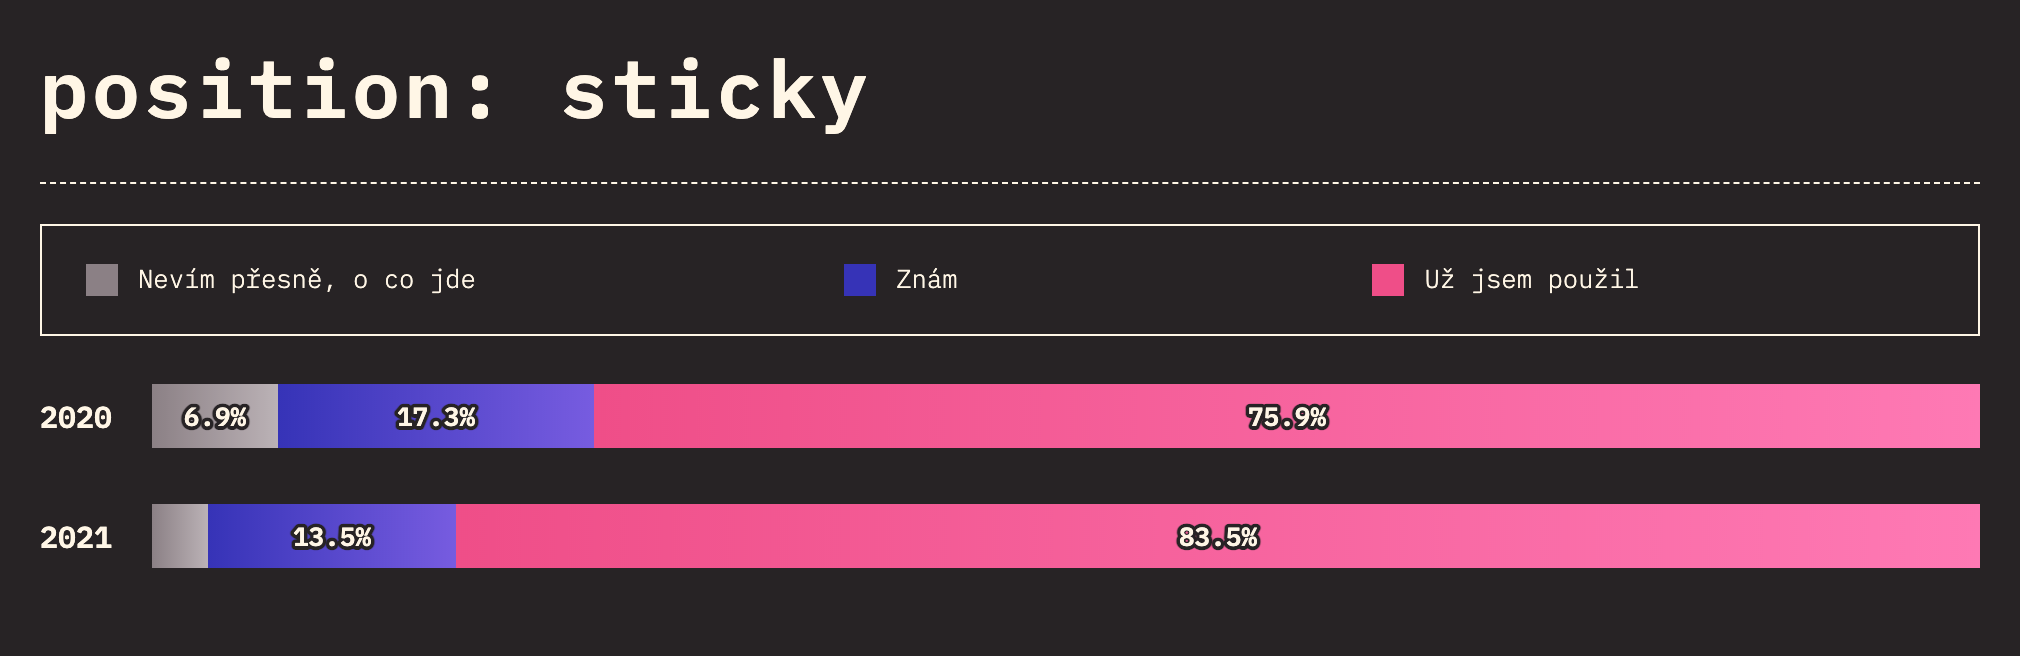 position: sticky
Nevím přesně, o co jde Znám Už jsem použil
2020 6.9% 17.3% 75.9%
2021 13.5% 83.5%